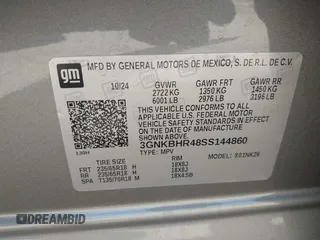 gm
MFD BY GENERAL MOTORS DE MEXICO, S. DE R.L. DE C.V.
10/24 GVWR GAWR FRT GAWR RR
2722 KG 1350 KG 1450 KG
6001 LB 2976 LB 3196 LB
THIS VEHICLE CONFORMS TO ALL
APPLICABLE U.S. FEDERAL MOTOR
VEHICLE SAFETY STANDARDS IN
EFFECT ON THE DATE OF
MANUFACTURE SHOWN ABOVE.
3GNKBHR48SS144860
TYPE: MPV MODEL:
TIRE RIM
FRT 235/65R18 H 18X8J
RR 235/65R18 H 18X8J
SPA T135/70R18 M 18X4.5B
DREAMBID